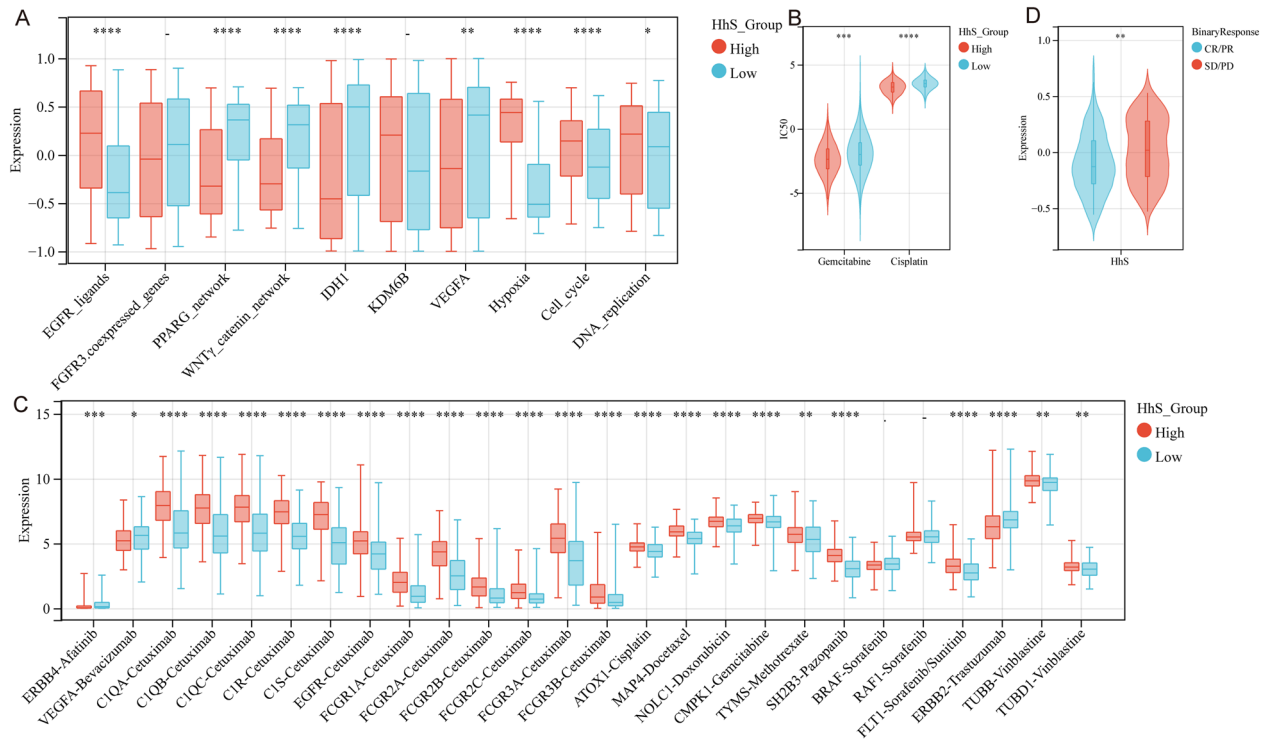 A
HhS_Group
High
Low
**** - **** **** **** - ** **** **** *
Expression
1.0
0.5
0.0
−0.5
−1.0
EGFR_ligands
FGFR3.coexpressed_genes
PPARG_network
WNTγ_catenin_network
IDH1
KDM6B
VEGFA
Hypoxia
Cell_cycle
DNA_replication
B
HhS_Group
High
Low
*** ****
IC50
5
0
-5
Gemcitabine
Cisplatin
D
BinaryResponse
CR/PR
SD/PD
**
Expression
1.0
0.5
0.0
−0.5
HhS
C
HhS_Group
High
Low
*** * **** **** **** **** **** **** **** **** **** **** **** **** **** **** **** **** ** **** . - **** **** ** **
Expression
15
10
5
0
ERBB4-Afatinib
VEGFA-Bevacizumab
C1QA-Cetuximab
C1QB-Cetuximab
C1QC-Cetuximab
C1R-Cetuximab
C1S-Cetuximab
EGFR-Cetuximab
FCGR1A-Cetuximab
FCGR2A-Cetuximab
FCGR2B-Cetuximab
FCGR2C-Cetuximab
FCGR3A-Cetuximab
FCGR3B-Cetuximab
ATOX1-Cisplatin
MAP4-Docetaxel
NOLC1-Doxorubicin
CMPK1-Gemcitabine
TYMS-Methotrexate
SH2B3-Pazopanib
BRAF-Sorafenib
RAF1-Sorafenib
FLT1-Sorafenib/Sunitinib
ERBB2-Trastuzumab
TUBB-Vinblastine
TUBD1-Vinblastine